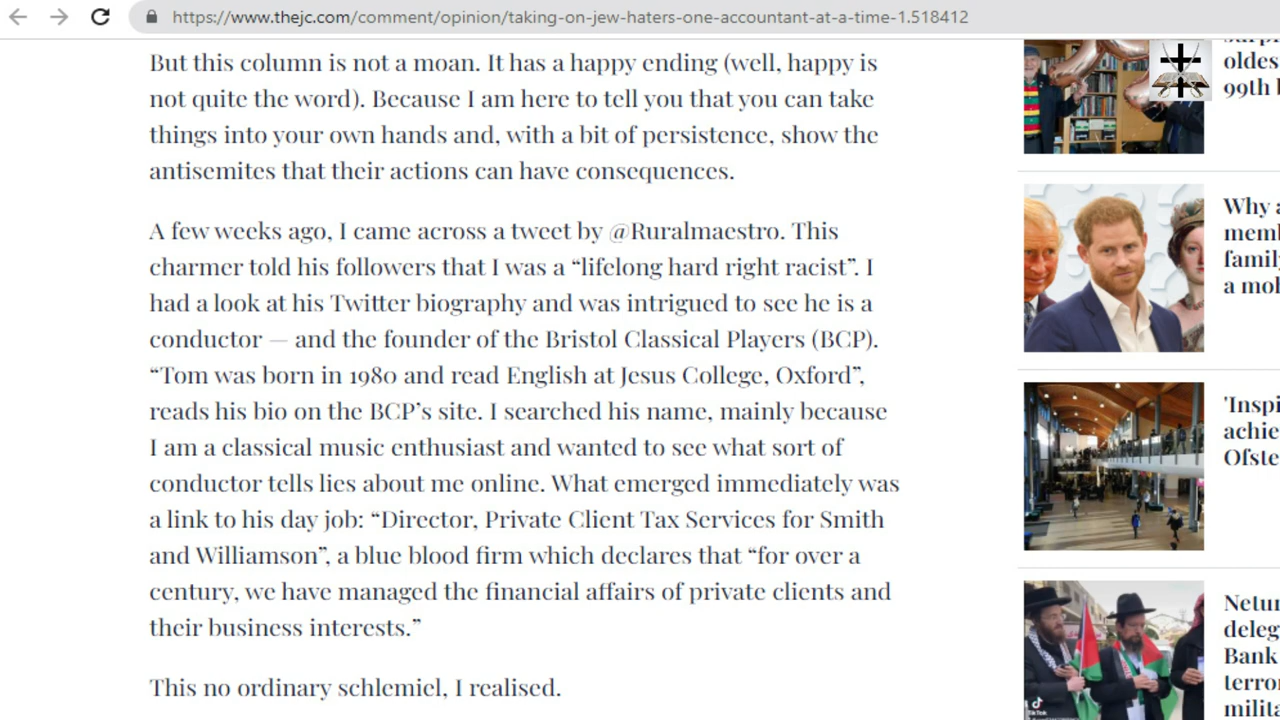 https://www.thejc.com/comment/opinion/taking-on-jew-haters-one-accountant-at-a-time-1.518412
But this column is not a moan. It has a happy ending (well, happy is
not quite the word). Because I am here to tell you that you can take
things into your own hands and, with a bit of persistence, show the
antisemites that their actions can have consequences.
A few weeks ago, I came across a tweet by @Ruralmaestro. This
charmer told his followers that I was a “lifelong hard right racist”. I
had a look at his Twitter biography and was intrigued to see he is a
conductor — and the founder of the Bristol Classical Players (BCP).
“Tom was born in 1980 and read English at Jesus College, Oxford”,
reads his bio on the BCP’s site. I searched his name, mainly because
I am a classical music enthusiast and wanted to see what sort of
conductor tells lies about me online. What emerged immediately was
a link to his day job: “Director, Private Client Tax Services for Smith
and Williamson”, a blue blood firm which declares that “for over a
century, we have managed the financial affairs of private clients and
their business interests.”
This no ordinary schlemiel, I realised.
oldes
99th
Why a
memb
family
a mo
'Inspi
achie
Ofste
Netur
deleg
Bank
terro
milit
TikTok